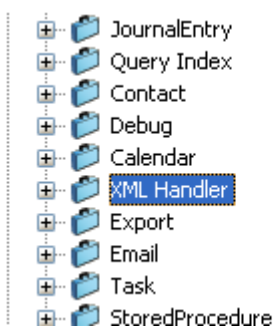 JournalEntry
Query Index
Contact
Debug
Calendar
XML Handler
Export
Email
Task
StoredProcedure